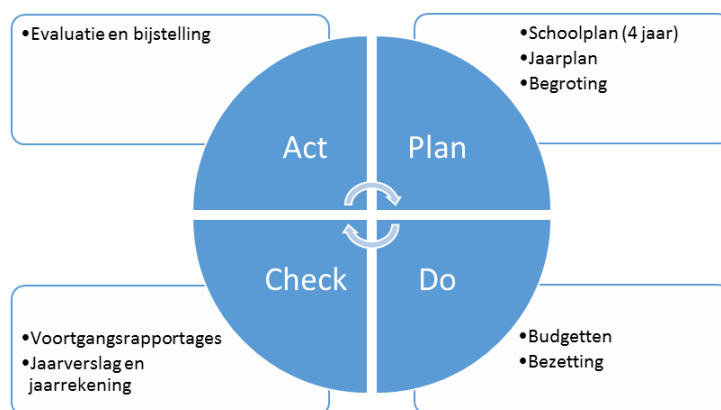 •Evaluatie en bijstelling
•Schoolplan (4 jaar)
•Jaarplan
•Begroting
Act
Plan
Check
Do
•Voortgangsrapportages
•Jaarverslag en
jaarrekening
•Budgetten
•Bezetting